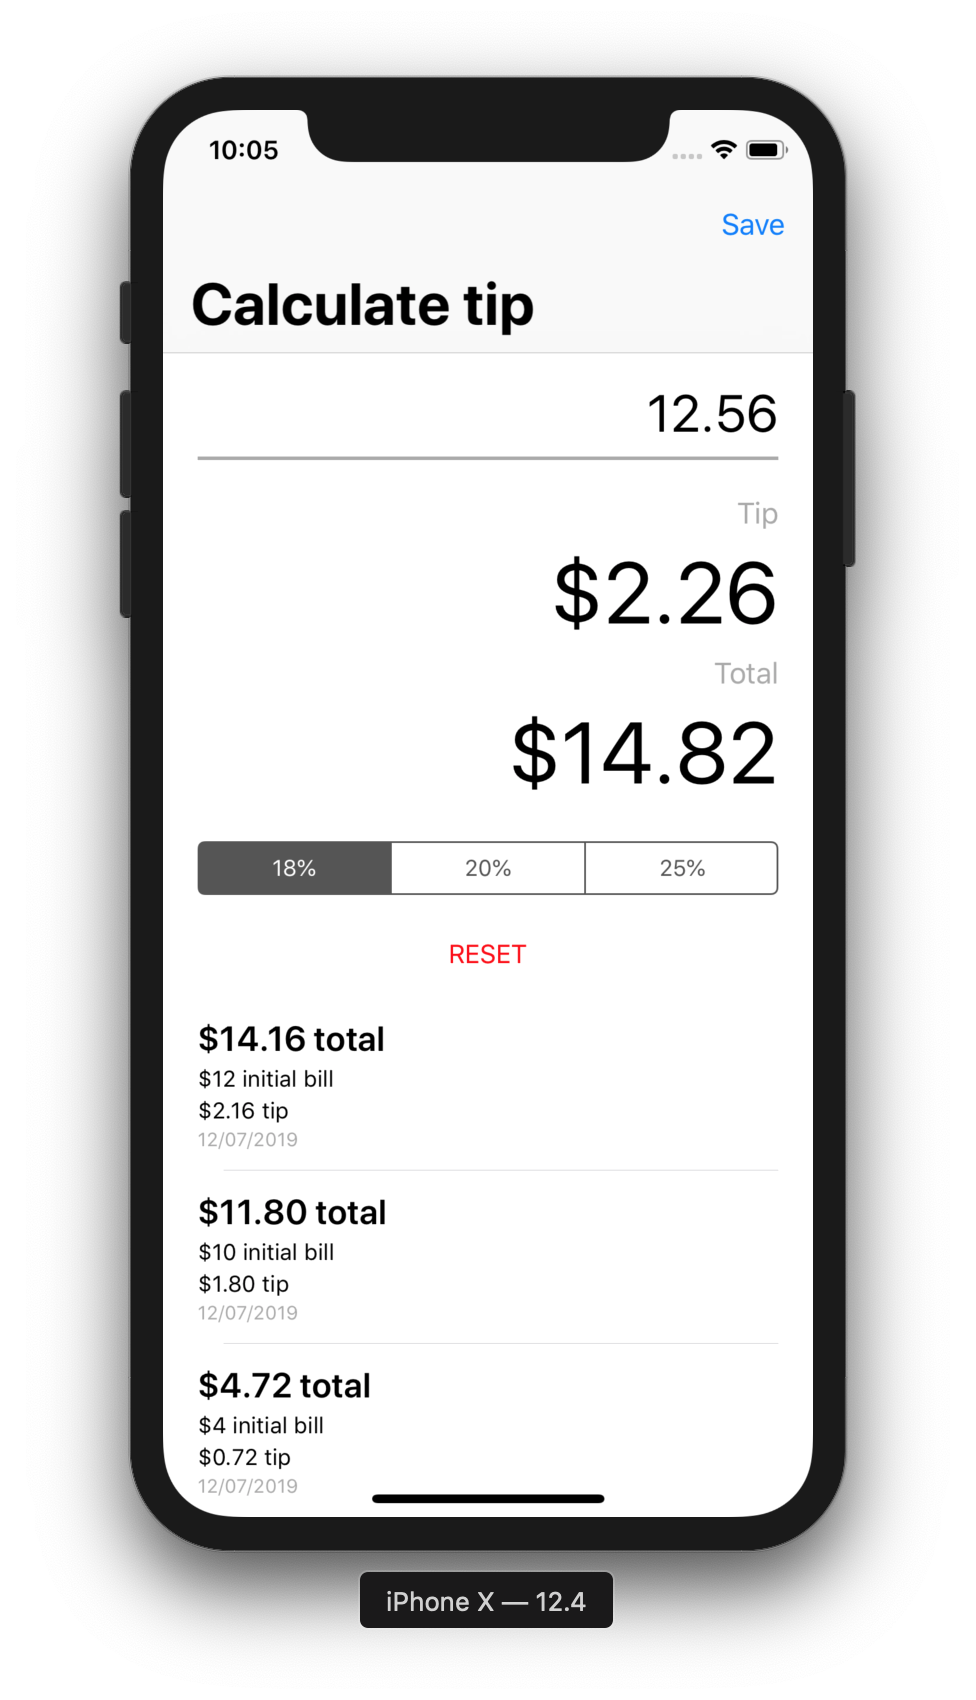 10:05
Save
Calculate tip
12.56
Tip
$2.26
Total
$14.82
18% 20% 25%
RESET
$14.16 total
$12 initial bill
$2.16 tip
12/07/2019
$11.80 total
$10 initial bill
$1.80 tip
12/07/2019
$4.72 total
$4 initial bill
$0.72 tip
12/07/2019
iPhone X — 12.4